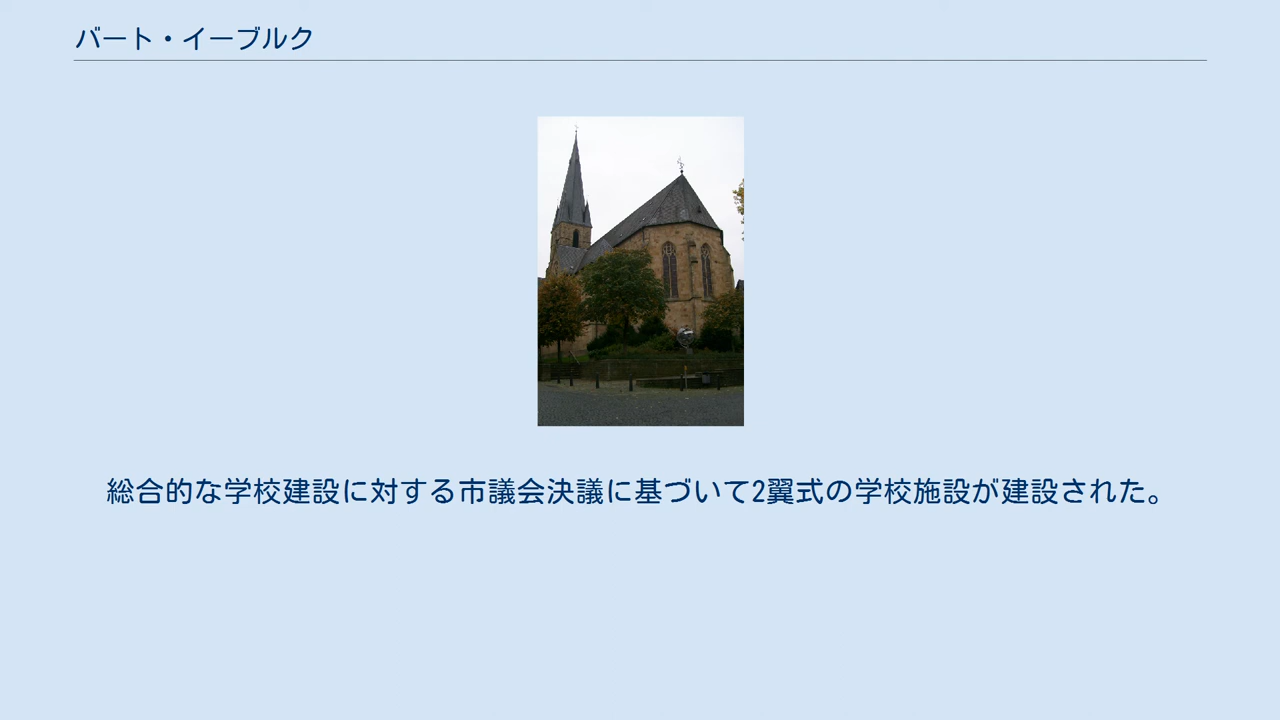 バート・イーブルク
総合的な学校建設に対する市議会決議に基づいて2翼式の学校施設が建設された。